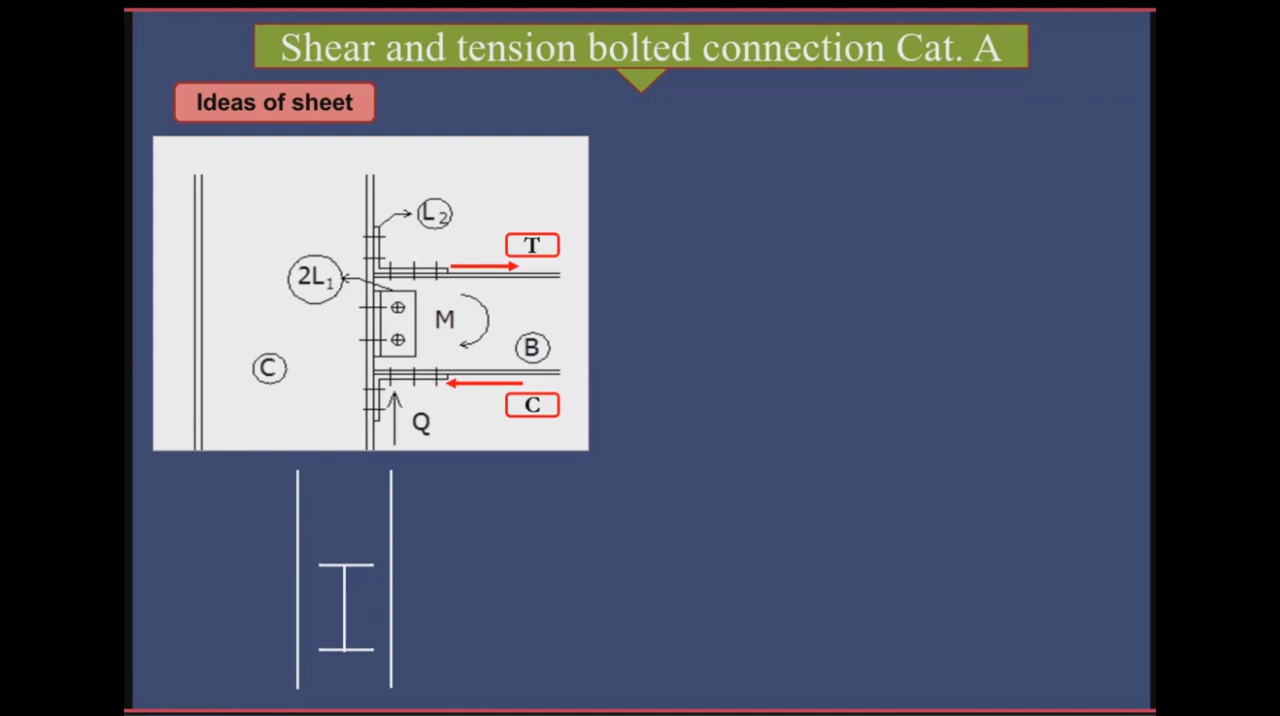 Shear and tension bolted connection Cat. A
Ideas of sheet
L2
T
2L1
M
B
C
C
Q